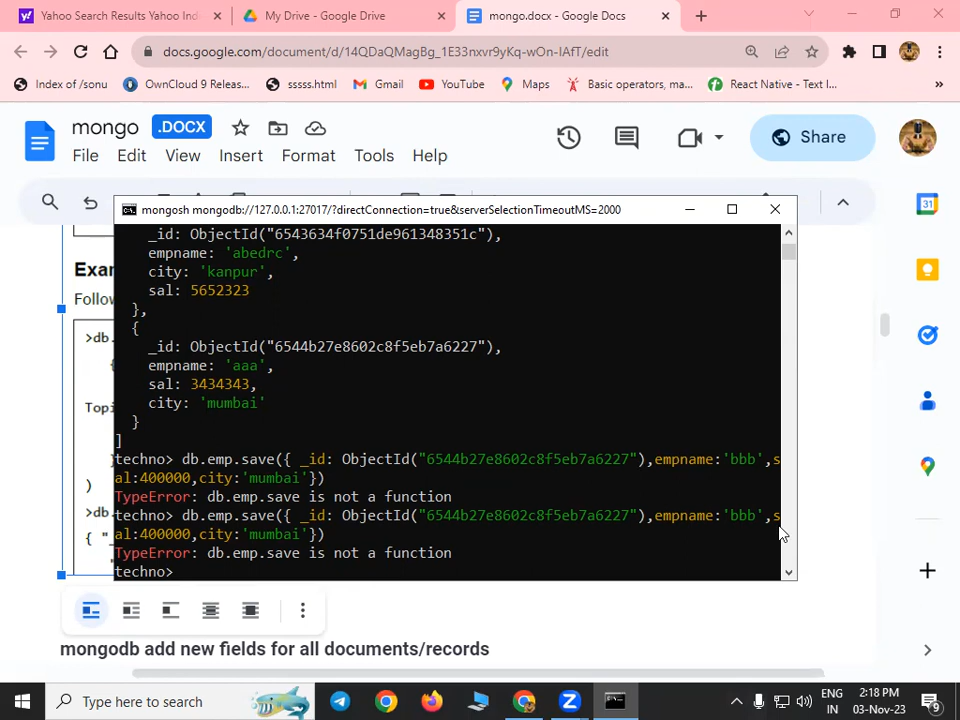 Yahoo Search Results Yahoo Ind
My Drive - Google Drive
mongo.docx - Google Docs
docs.google.com/document/d/14QDaQMagBg_1E33nxvr9yKq-wOn-IAfT/edit
Index of /sonu
OwnCloud 9 Releas...
sssss.html
Gmail
YouTube
Maps
Basic operators, ma...
React Native - Text I...
»
mongo
.DOCX
Share
File
Edit
View
Insert
Format
Tools
Help
mongosh mongodb://127.0.0.1:27017/?directConnection=true&serverSelectionTimeoutMS=2000
31
Exar
Follow
>db.
{
Topi
)
>db.
{ "_
_id: ObjectId("6543634f0751de961348351c"),
empname: 'abedrc',
city: 'kanpur',
sal: 5652323
},
{
_id: ObjectId("6544b27e8602c8f5eb7a6227"),
empname: 'aaa',
sal: 3434343,
city: 'mumbai'
}
]
techno> db.emp.save({ _id: ObjectId("6544b27e8602c8f5eb7a6227"),empname:'bbb',s
al:400000,city:'mumbai'})
TypeError: db.emp.save is not a function
techno> db.emp.save({ _id: ObjectId("6544b27e8602c8f5eb7a6227"),empname:'bbb',s
al:400000,city:'mumbai'})
TypeError: db.emp.save is not a function
techno>
mongodb add new fields for all documents/records
Type here to search
ENG
IN
2:18 PM
03-Nov-23
9